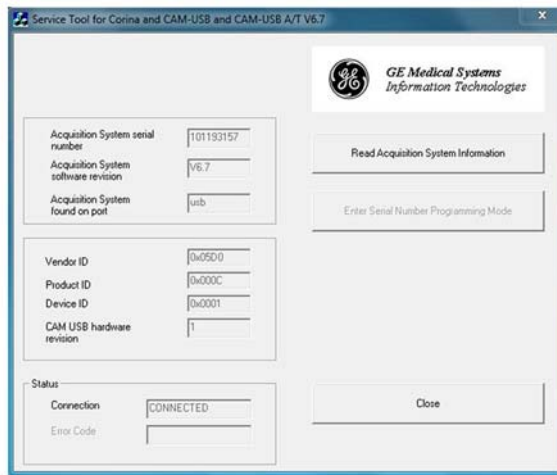 Service Tool for Corina and CAM-USB and CAM-USB A/T V6.7
GE Medical Systems
Information Technologies
Acquisition System serial
number
101193157
Acquisition System
software revision
V6.7
Acquisition System
found on port
usb
Read Acquisition System Information
Enter Serial Number Programming Mode
Vendor ID
0x05D0
Product ID
0x000C
Device ID
0x0001
CAM USB hardware
revision
1
Status
Connection
CONNECTED
Error Code
Close